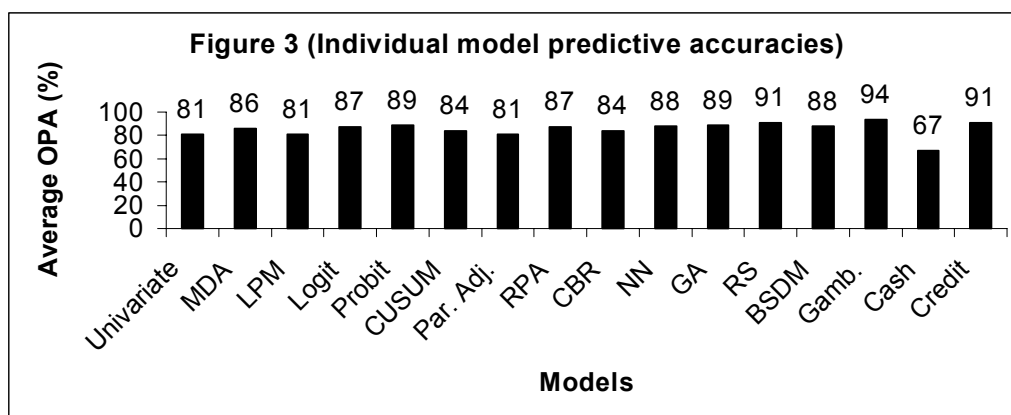 Figure 3 (Individual model predictive accuracies)
Average OPA (%)
100
80
60
40
20
0
81 86 81 87 89 84 81 87 84 88 89 91 88 94 67 91
Univariate MDA LPM Logit Probit CUSUM Par. Adj. RPA CBR NN GA RS BSDM Gamb. Cash Credit
Models